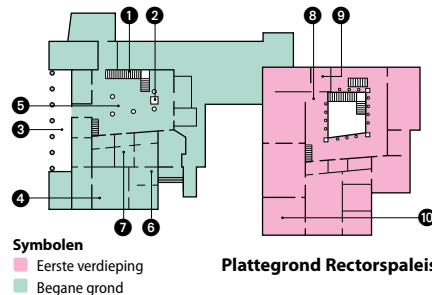 1
2
8
9
5
3
4
7
6
10
Symbolen
Eerste verdieping
Begane grond
Plattegrond Rectorspaleis